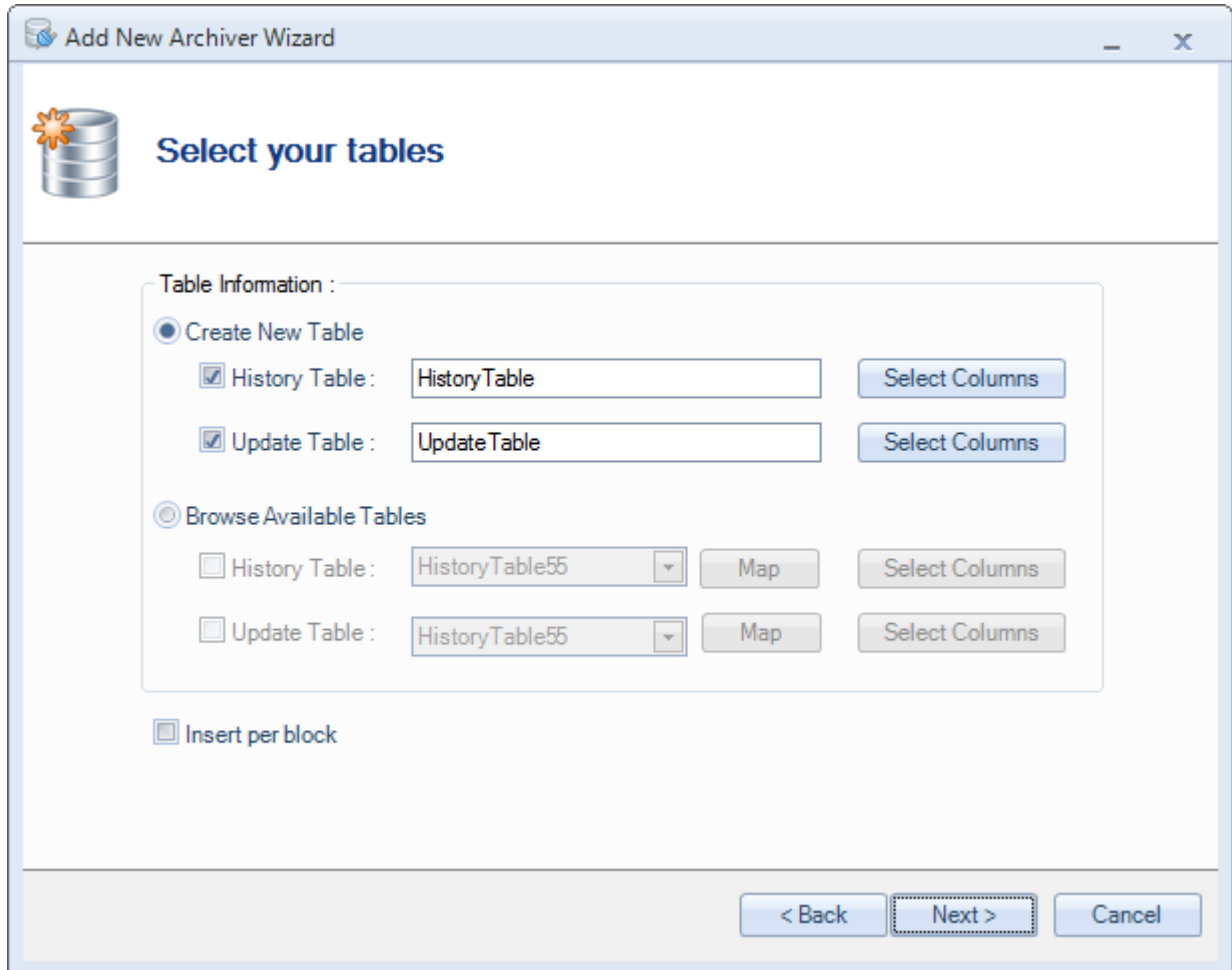 Add New Archiver Wizard
Select your tables
Table Information :
Create New Table
History Table : HistoryTable Select Columns
Update Table : UpdateTable Select Columns
Browse Available Tables
History Table : HistoryTable55 Map Select Columns
Update Table : HistoryTable55 Map Select Columns
Insert per block
< Back Next > Cancel